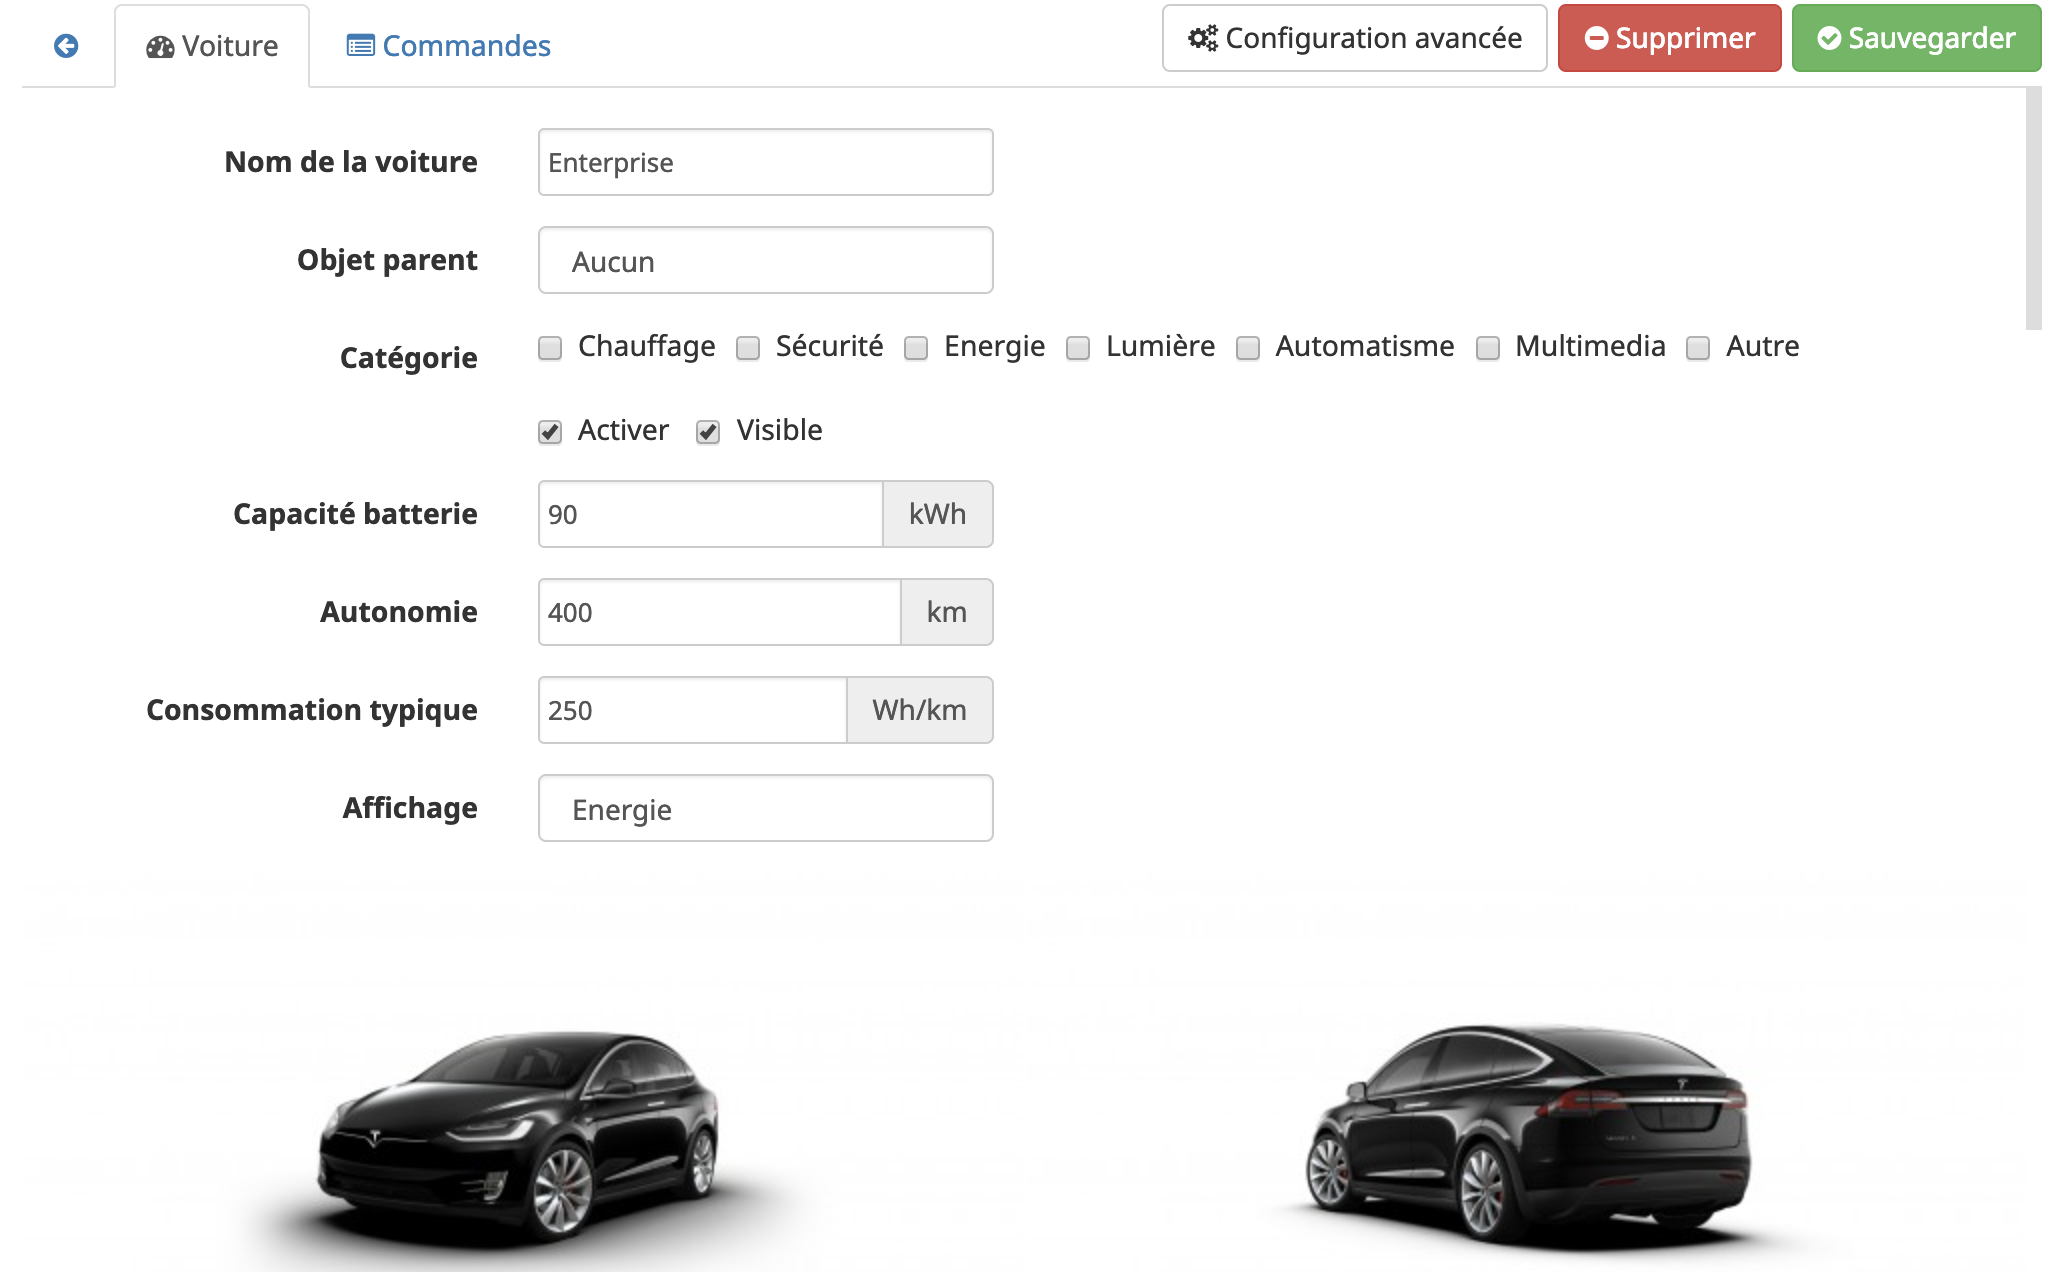 Voiture Commandes Configuration avancée Supprimer Sauvegarder
Nom de la voiture Enterprise
Objet parent Aucun
Catégorie Chauffage Sécurité Energie Lumière Automatisme Multimedia Autre
Activer Visible
Capacité batterie 90 kWh
Autonomie 400 km
Consommation typique 250 Wh/km
Affichage Energie